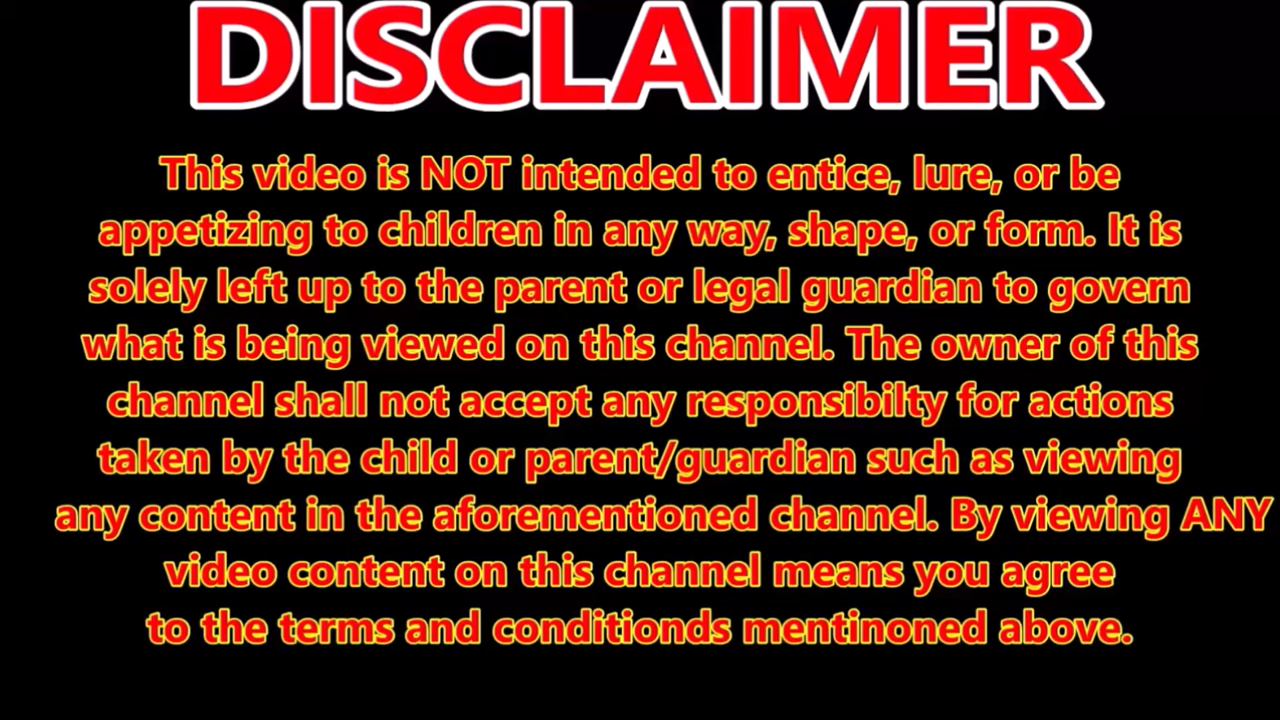 DISCLAIMER
This video is NOT intended to entice, lure, or be
appetizing to children in any way, shape, or form. It is
solely left up to the parent or legal guardian to govern
what is being viewed on this channel. The owner of this
channel shall not accept any responsibilty for actions
taken by the child or parent/guardian such as viewing
any content in the aforementioned channel. By viewing ANY
video content on this channel means you agree
to the terms and conditionds mentinoned above.